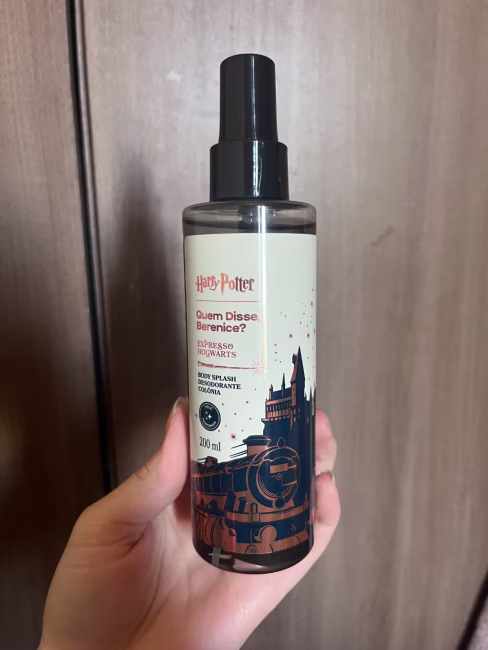 Harry Potter
Quem Disse,
Berenice?
EXPRESSO
HOGWARTS
BODY SPLASH
DESODORANTE
COLÔNIA
200 ml